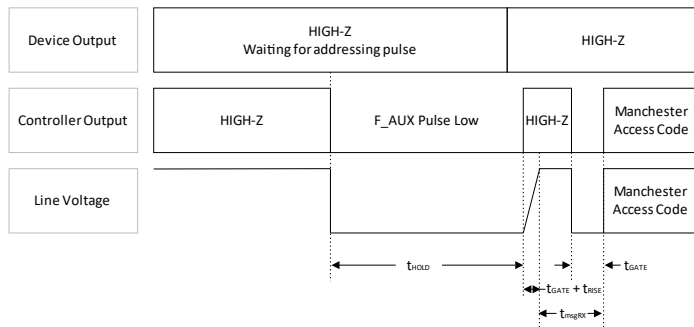 Device Output
HIGH-Z
Waiting for addressing pulse
HIGH-Z
Controller Output
HIGH-Z
F_AUX Pulse Low
HIGH-Z
Manchester
Access Code
Line Voltage
Manchester
Access Code
tHOLD
tGATE
tGATE + tRISE
tmsgRX